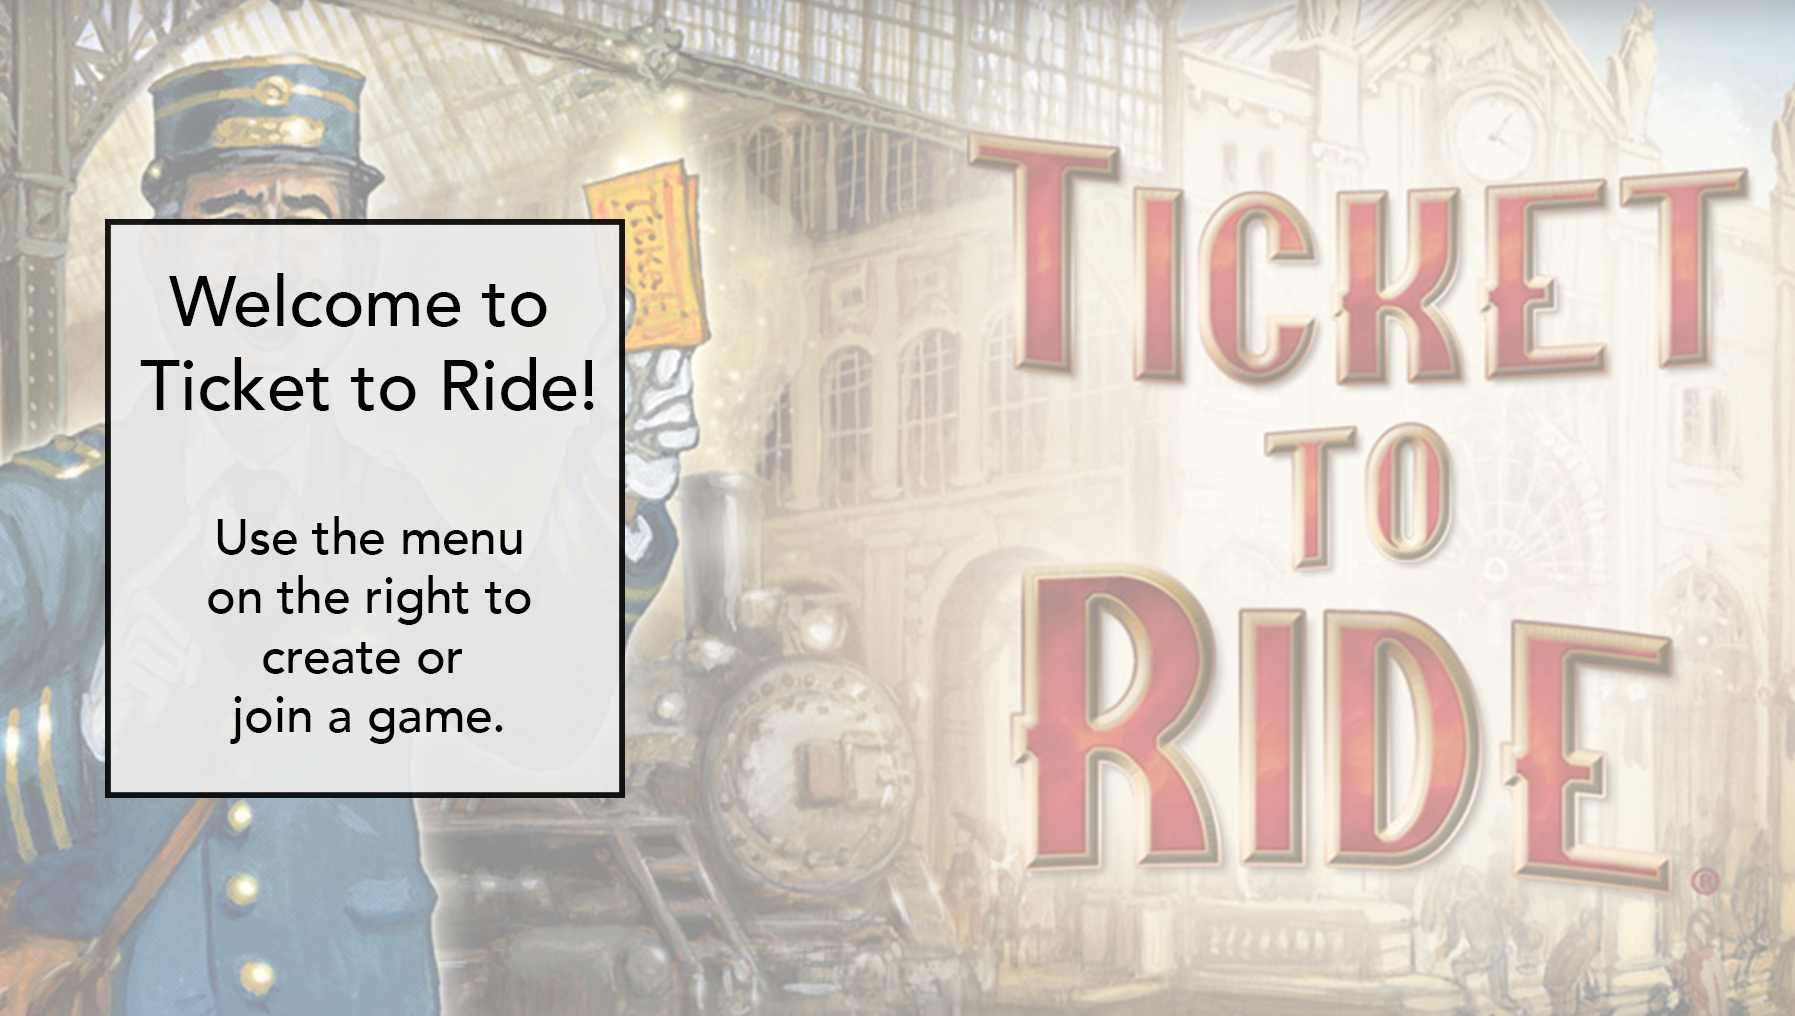 Welcome to
Ticket to Ride!
Use the menu
on the right to
create or
join a game.
Ticket
TICKET
TO
RIDE
®